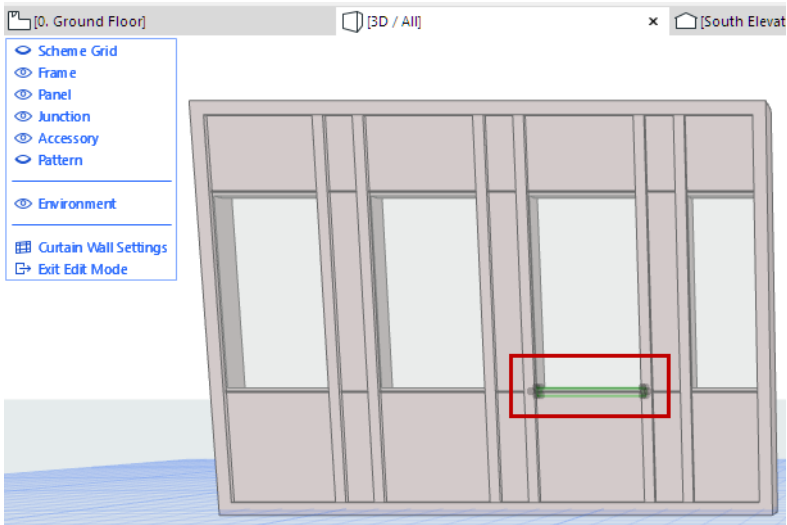 [0. Ground Floor]
[3D / All]
[South Elevat
Scheme Grid
Frame
Panel
Junction
Accessory
Pattern
Environment
Curtain Wall Settings
Exit Edit Mode